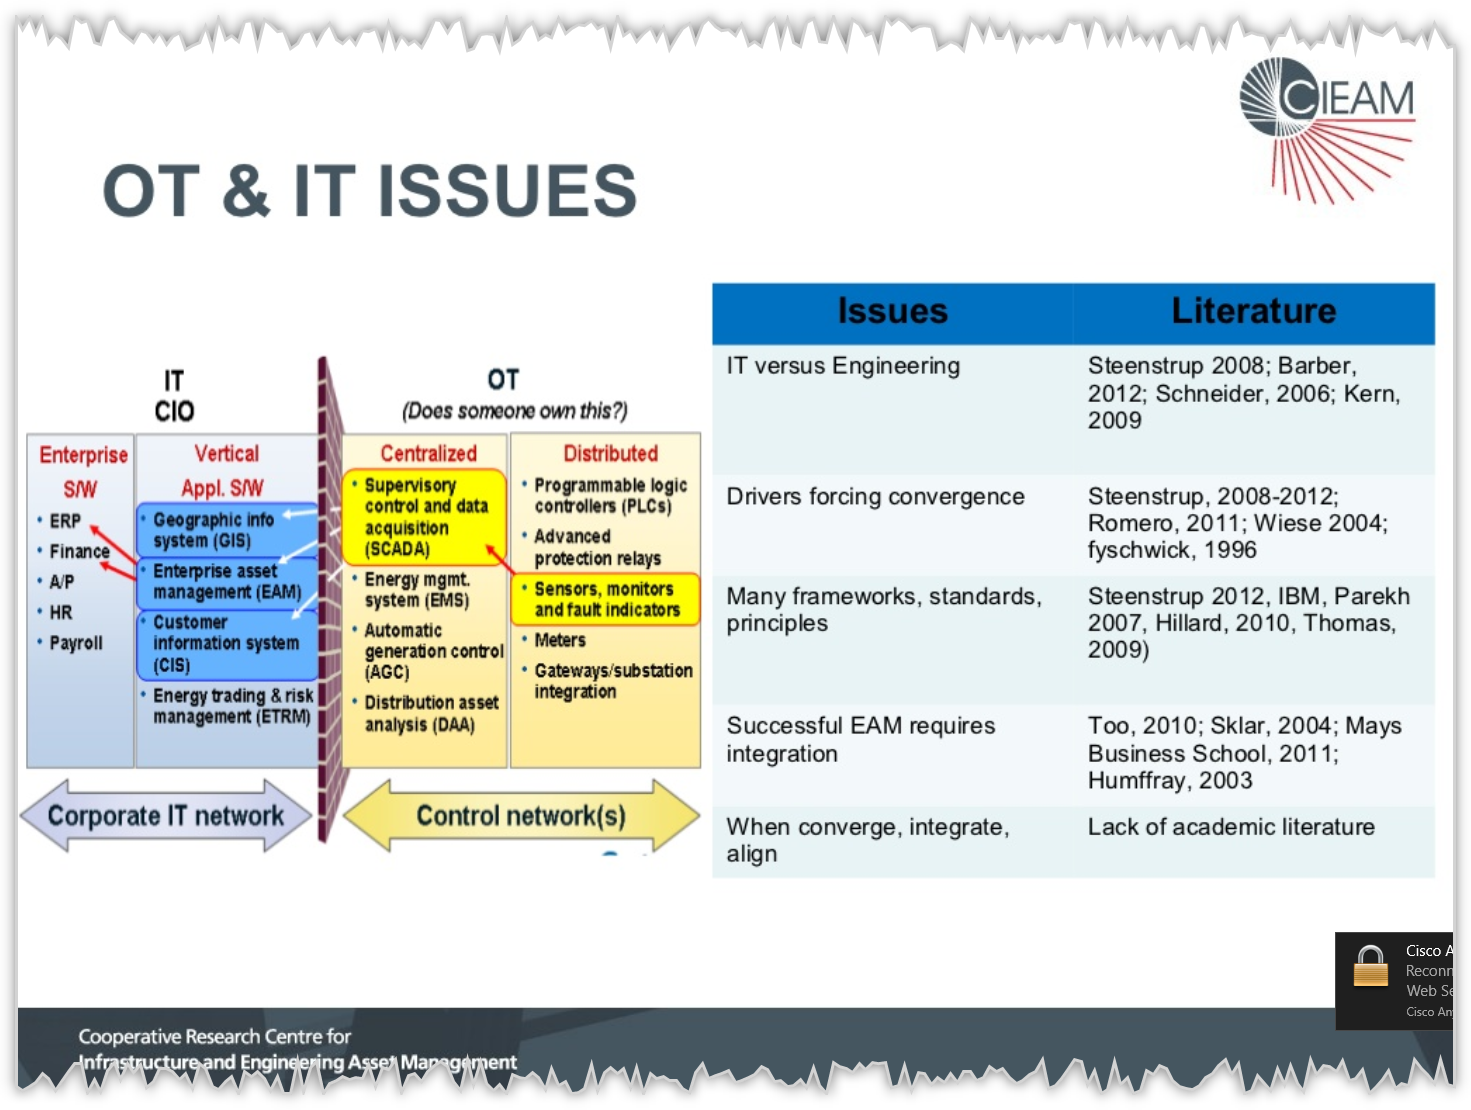 CIEAM
OT & IT ISSUES
IT
CIO
OT
(Does someone own this?)
Enterprise
S/W
• ERP
• Finance
• A/P
• HR
• Payroll
Vertical
Appl. S/W
• Geographic info
system (GIS)
• Enterprise asset
management (EAM)
• Customer
information system
(CIS)
• Energy trading & risk
management (ETRM)
Centralized
• Supervisory
control and data
acquisition
(SCADA)
• Energy mgmt.
system (EMS)
• Automatic
generation control
(AGC)
• Distribution asset
analysis (DAA)
Distributed
• Programmable logic
controllers (PLCs)
• Advanced
protection relays
• Sensors, monitors
and fault indicators
• Meters
• Gateways/substation
integration
Corporate IT network
Control network(s)
Issues
Literature
IT versus Engineering
Steenstrup 2008; Barber,
2012; Schneider, 2006; Kern,
2009
Drivers forcing convergence
Steenstrup, 2008-2012;
Romero, 2011; Wiese 2004;
fyschwick, 1996
Many frameworks, standards,
principles
Steenstrup 2012, IBM, Parekh
2007, Hillard, 2010, Thomas,
2009)
Successful EAM requires
integration
Too, 2010; Sklar, 2004; Mays
Business School, 2011;
Humffray, 2003
When converge, integrate,
align
Lack of academic literature
Cisco A
Reconn
Web Se
Cisco An
Cooperative Research Centre for
Infrastructure and Engineering Asset Management